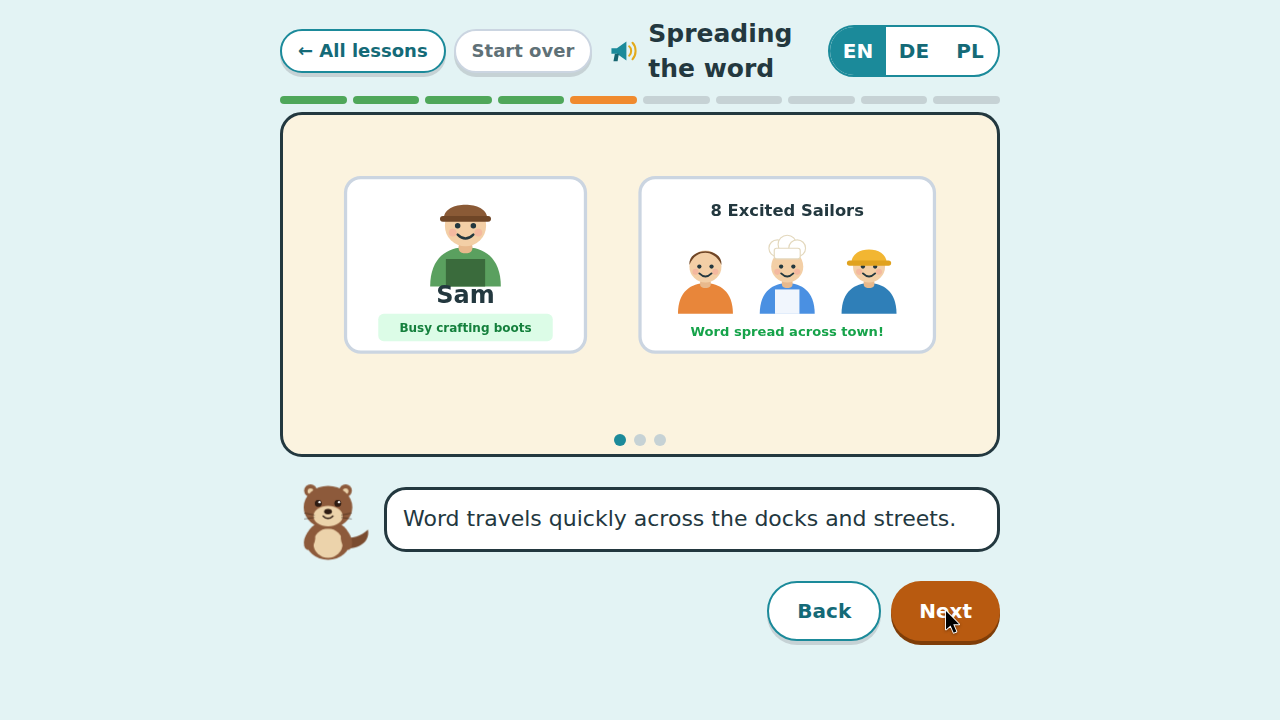 ← All lessons
Start over
Spreading
the word
EN DE PL
Sam
Busy crafting boots
8 Excited Sailors
Word spread across town!
Word travels quickly across the docks and streets.
Back
Next